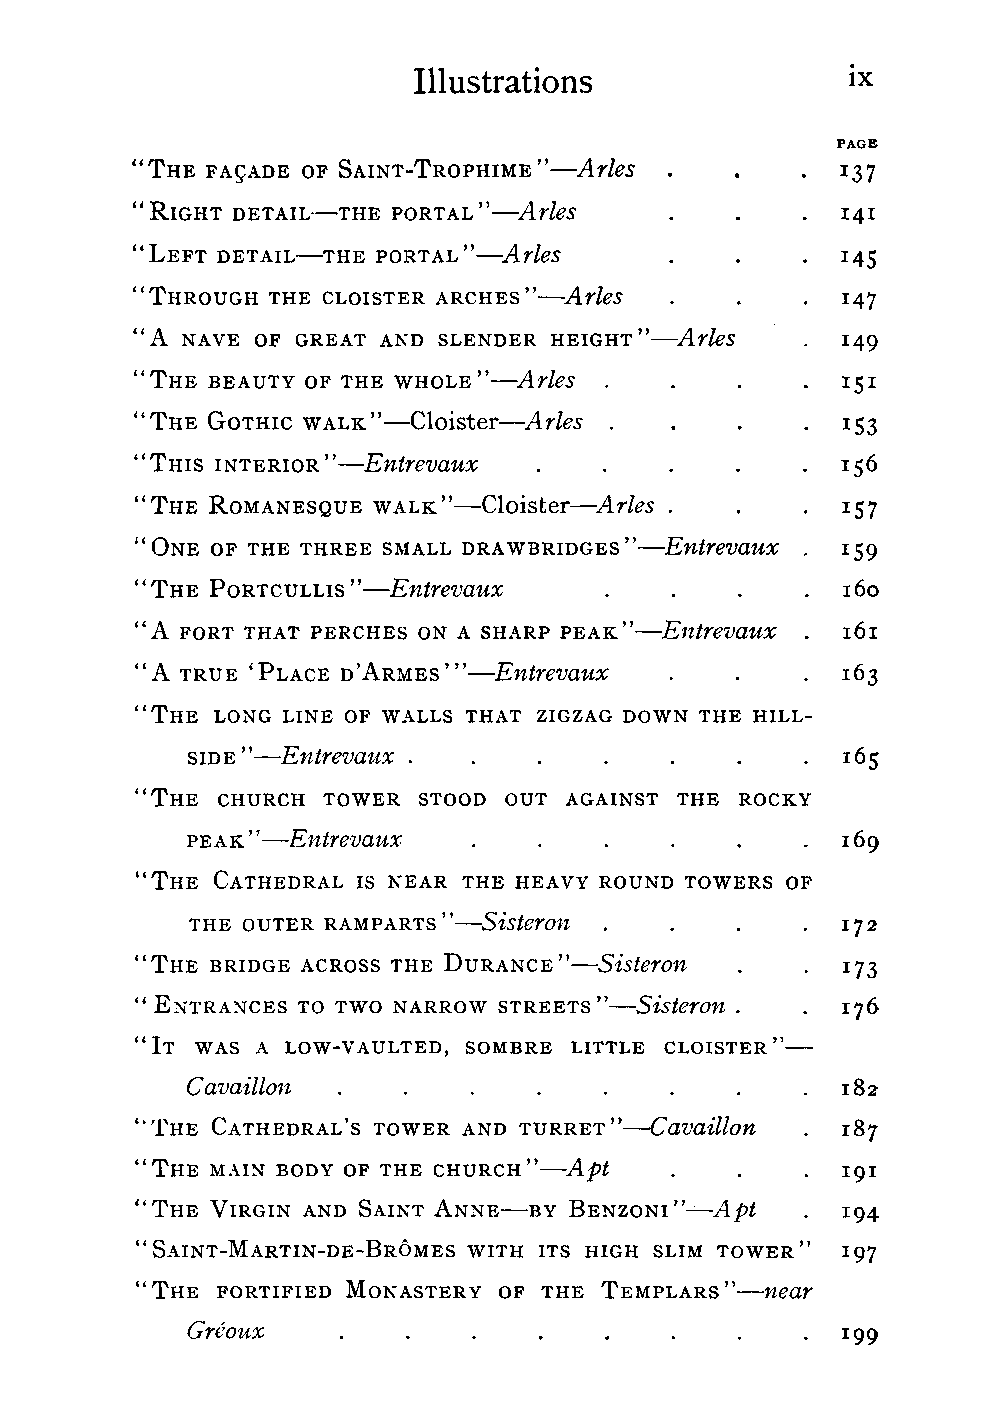 Illustrations ix
PAGE
"The façade of Saint-Trophime"—Arles . . . 137
"Right detail—the portal"—Arles . . . 141
"Left detail—the portal"—Arles . . . 145
"Through the cloister arches"—Arles . . . 147
"A nave of great and slender height"—Arles . 149
"The beauty of the whole"—Arles . . . . 151
"The Gothic walk"—Cloister—Arles . . . . 153
"This interior"—Entrevaux . . . . . 156
"The Romanesque walk"—Cloister—Arles . . . 157
"One of the three small drawbridges"—Entrevaux . 159
"The Portcullis"—Entrevaux . . . . 160
"A fort that perches on a sharp peak"—Entrevaux . 161
"A true 'Place d'Armes'"—Entrevaux . . . 163
"The long line of walls that zigzag down the hill-
side"—Entrevaux . . . . . . . 165
"The church tower stood out against the rocky
peak"—Entrevaux . . . . . . 169
"The Cathedral is near the heavy round towers of
the outer ramparts"—Sisteron . . . . 172
"The bridge across the Durance"—Sisteron . . 173
"Entrances to two narrow streets"—Sisteron . . 176
"It was a low-vaulted, sombre little cloister"—
Cavaillon . . . . . . . . 182
"The Cathedral's tower and turret"—Cavaillon . 187
"The main body of the church"—Apt . . . 191
"The Virgin and Saint Anne—by Benzoni"—Apt . 194
"Saint-Martin-de-Brômes with its high slim tower" 197
"The fortified Monastery of the Templars"—near
Gréoux . . . . . . . . 199